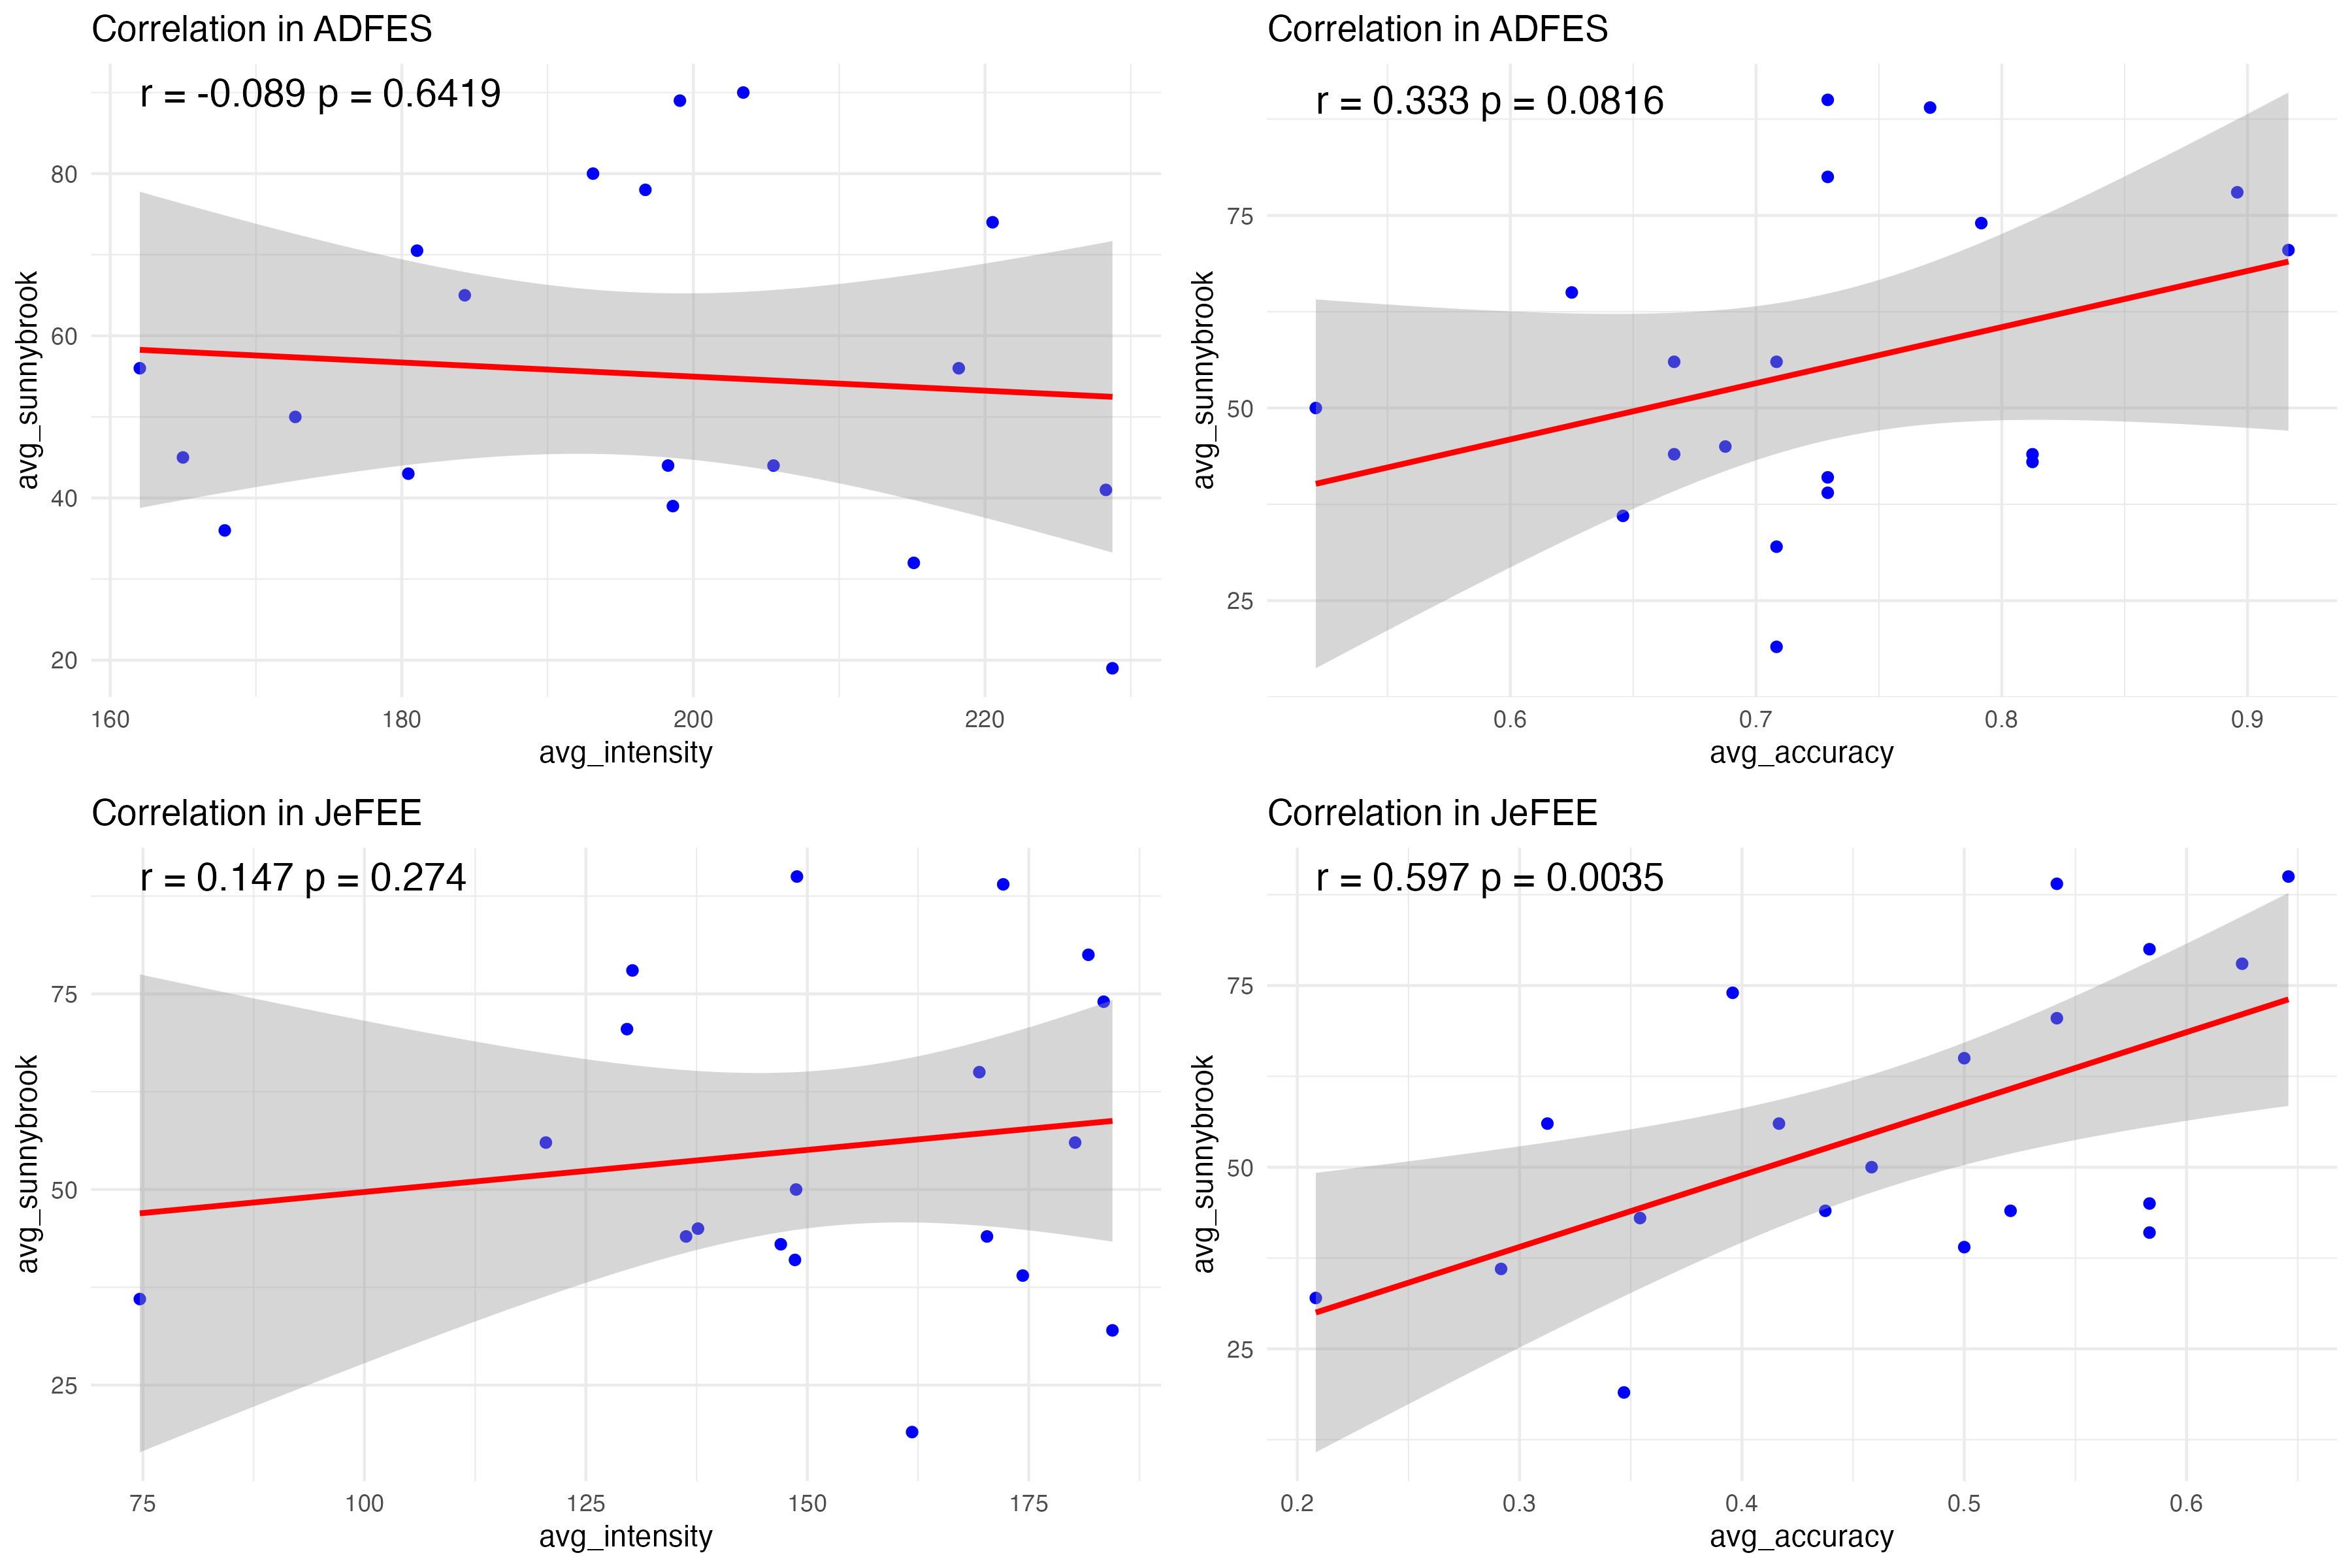 Correlation in ADFES
r = -0.089 p = 0.6419
avg_sunnybrook
80
60
40
20
160 180 200 220
avg_intensity
Correlation in ADFES
r = 0.333 p = 0.0816
avg_sunnybrook
75
50
25
0.6 0.7 0.8 0.9
avg_accuracy
Correlation in JeFEE
r = 0.147 p = 0.274
avg_sunnybrook
75
50
25
75 100 125 150 175
avg_intensity
Correlation in JeFEE
r = 0.597 p = 0.0035
avg_sunnybrook
75
50
25
0.2 0.3 0.4 0.5 0.6
avg_accuracy